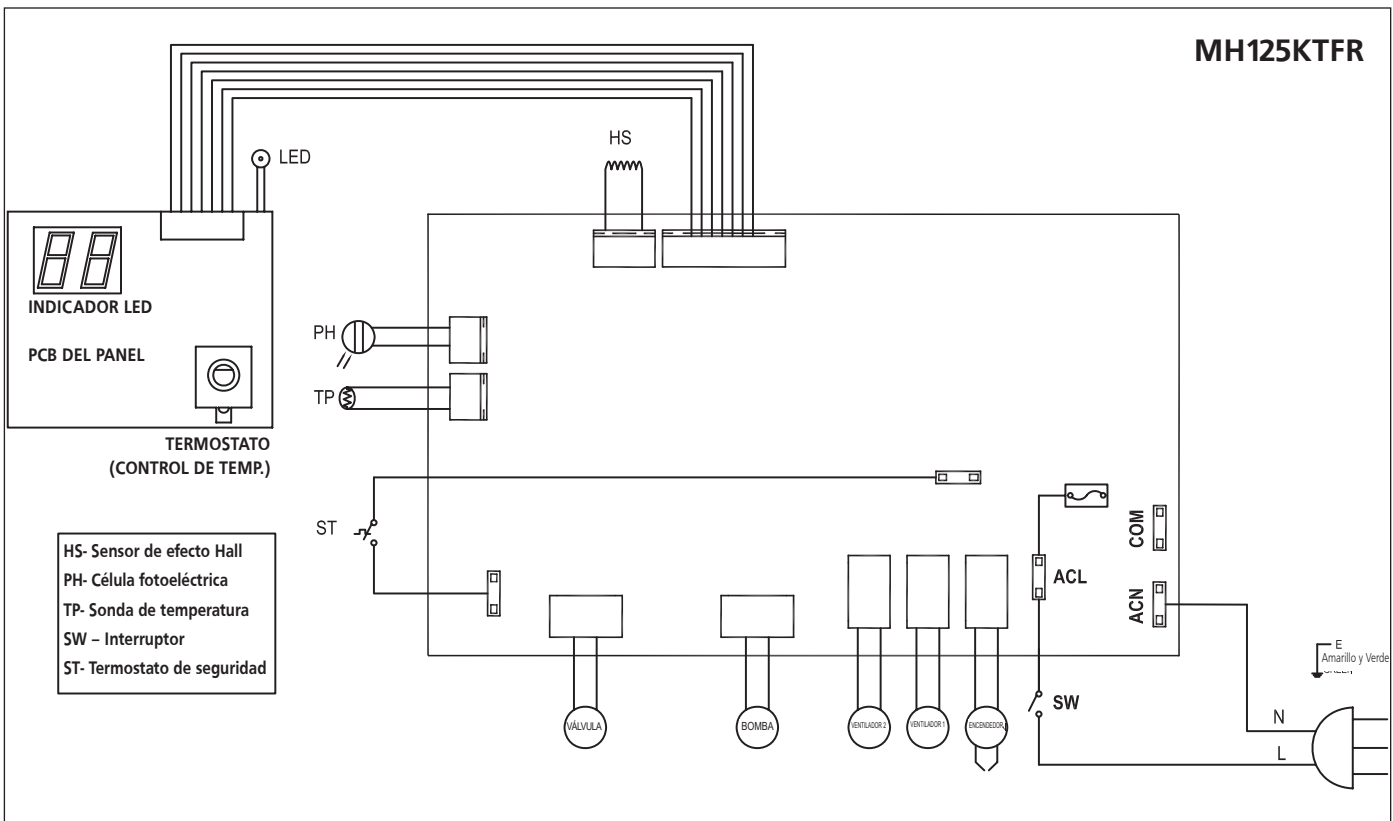 MH125KTFR
HS
LED
INDICADOR LED
PCB DEL PANEL
PH
TP
TERMOSTATO
(CONTROL DE TEMP.)
ST
HS- Sensor de efecto Hall
PH- Célula fotoeléctrica
TP- Sonda de temperatura
SW – Interruptor
ST- Termostato de seguridad
COM
ACL
ACN
E
Amarillo y Verde
SW
VÁLVULA
BOMBA
VENTILADOR 2
VENTILADOR 1
ENCENDEDOR
N
L